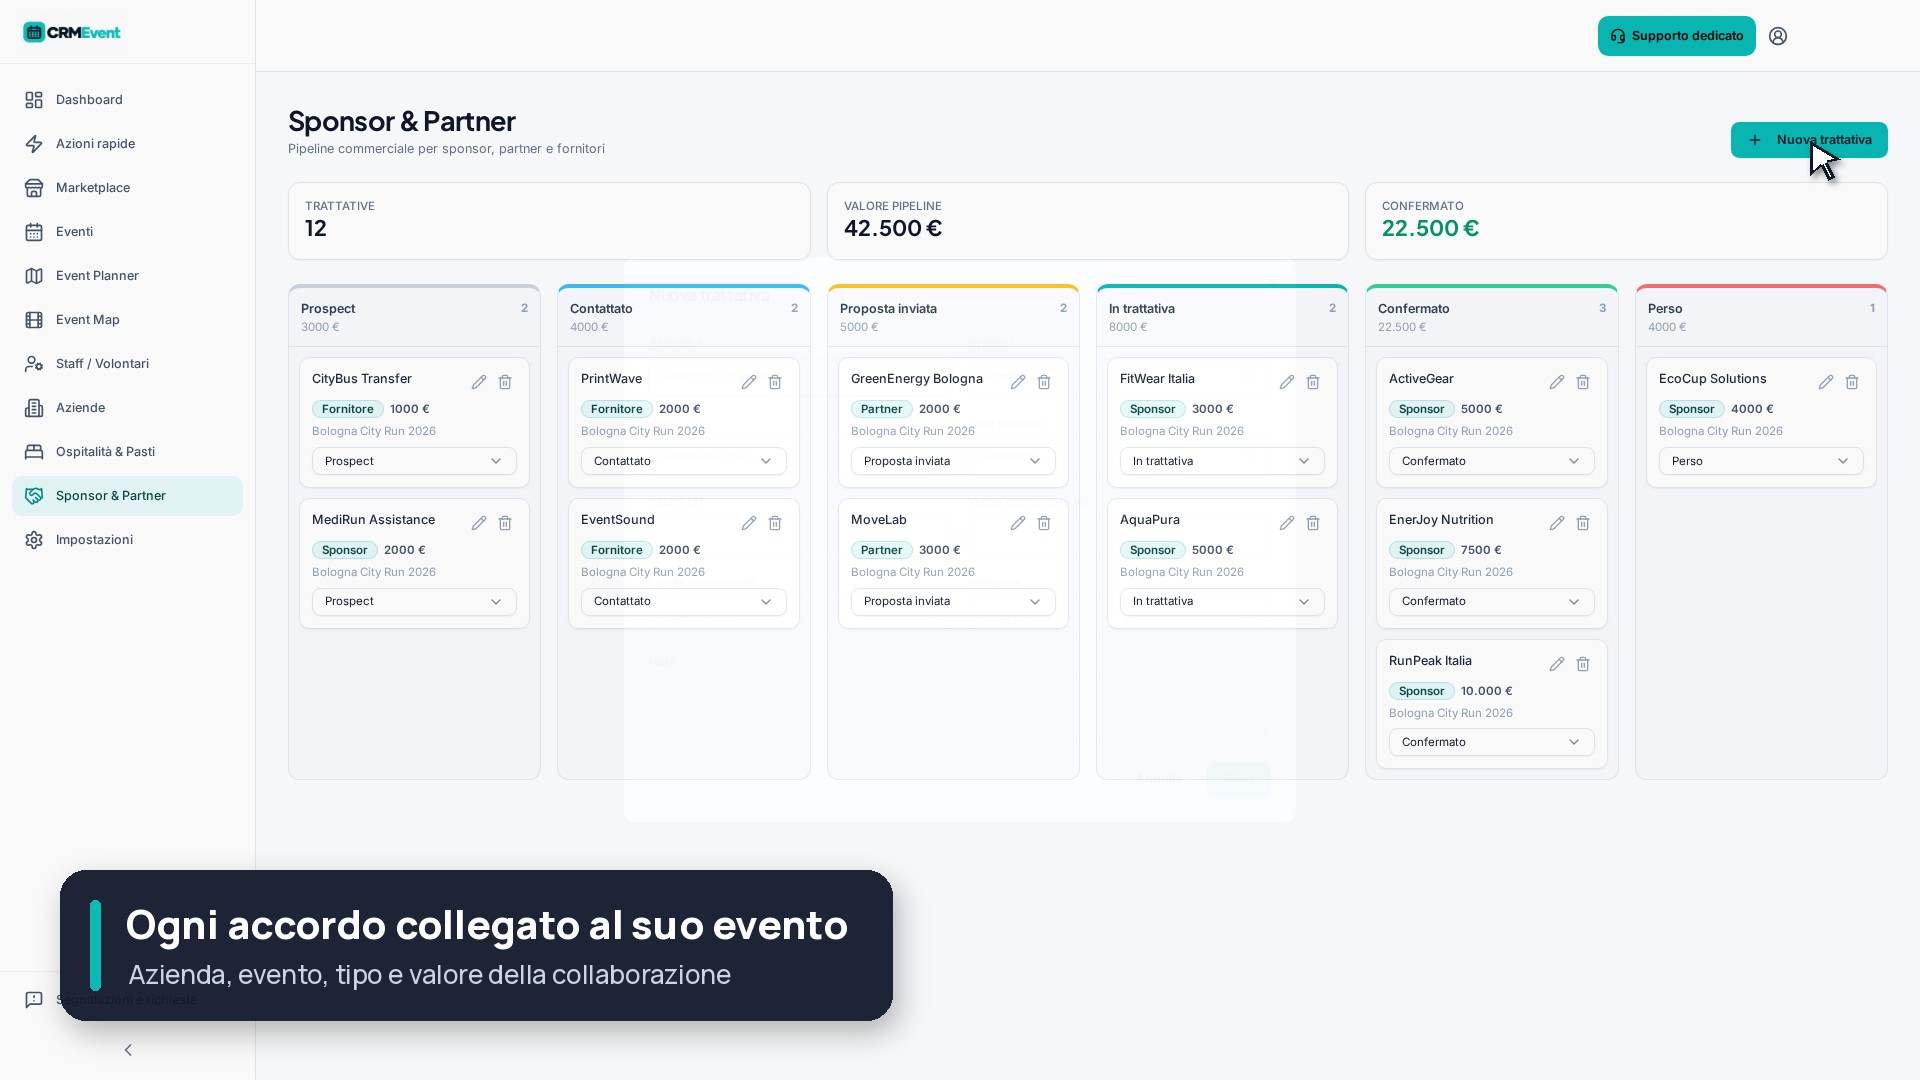 CRMEvent
Supporto dedicato
Dashboard
Azioni rapide
Marketplace
Eventi
Event Planner
Event Map
Staff / Volontari
Aziende
Ospitalità & Pasti
Sponsor & Partner
Impostazioni
Segnalazioni e richieste
Sponsor & Partner
Pipeline commerciale per sponsor, partner e fornitori
Nuova trattativa
TRATTATIVE
12
VALORE PIPELINE
42.500 €
CONFERMATO
22.500 €
Nuova trattativa
Prospect 2
3000 €
CityBus Transfer
Fornitore 1000 €
Bologna City Run 2026
Prospect
MediRun Assistance
Sponsor 2000 €
Bologna City Run 2026
Prospect
Contattato 2
4000 €
PrintWave
Fornitore 2000 €
Bologna City Run 2026
Contattato
EventSound
Fornitore 2000 €
Bologna City Run 2026
Contattato
Proposta inviata 2
5000 €
GreenEnergy Bologna
Partner 2000 €
Bologna City Run 2026
Proposta inviata
MoveLab
Partner 3000 €
Bologna City Run 2026
Proposta inviata
In trattativa 2
8000 €
FitWear Italia
Sponsor 3000 €
Bologna City Run 2026
In trattativa
AquaPura
Sponsor 5000 €
Bologna City Run 2026
In trattativa
Confermato 3
22.500 €
ActiveGear
Sponsor 5000 €
Bologna City Run 2026
Confermato
EnerJoy Nutrition
Sponsor 7500 €
Bologna City Run 2026
Confermato
RunPeak Italia
Sponsor 10.000 €
Bologna City Run 2026
Confermato
Perso 1
4000 €
EcoCup Solutions
Sponsor 4000 €
Bologna City Run 2026
Perso
Annulla
Ogni accordo collegato al suo evento
Azienda, evento, tipo e valore della collaborazione